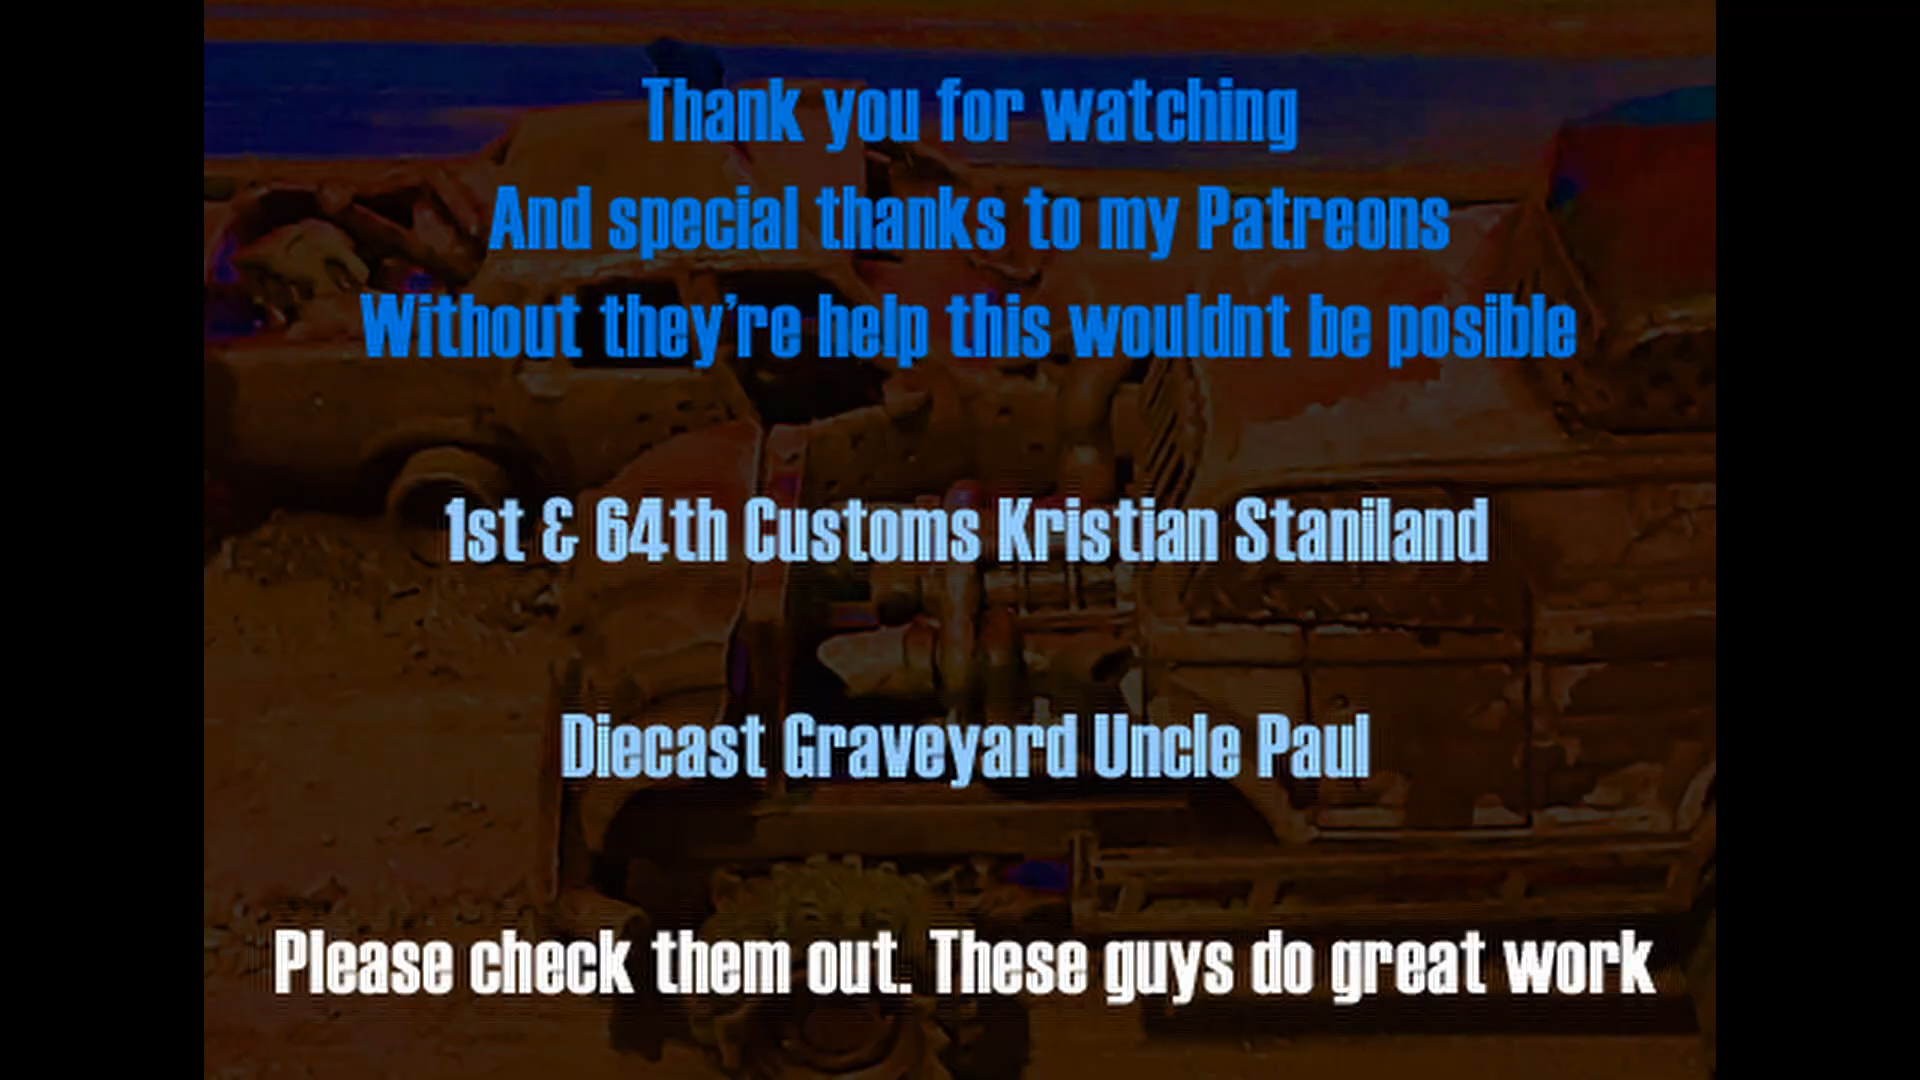 Thank you for watching
And special thanks to my Patreons
Without they're help this wouldnt be posible
1st & 64th Customs Kristian Staniland
Diecast Graveyard Uncle Paul
Please check them out. These guys do great work